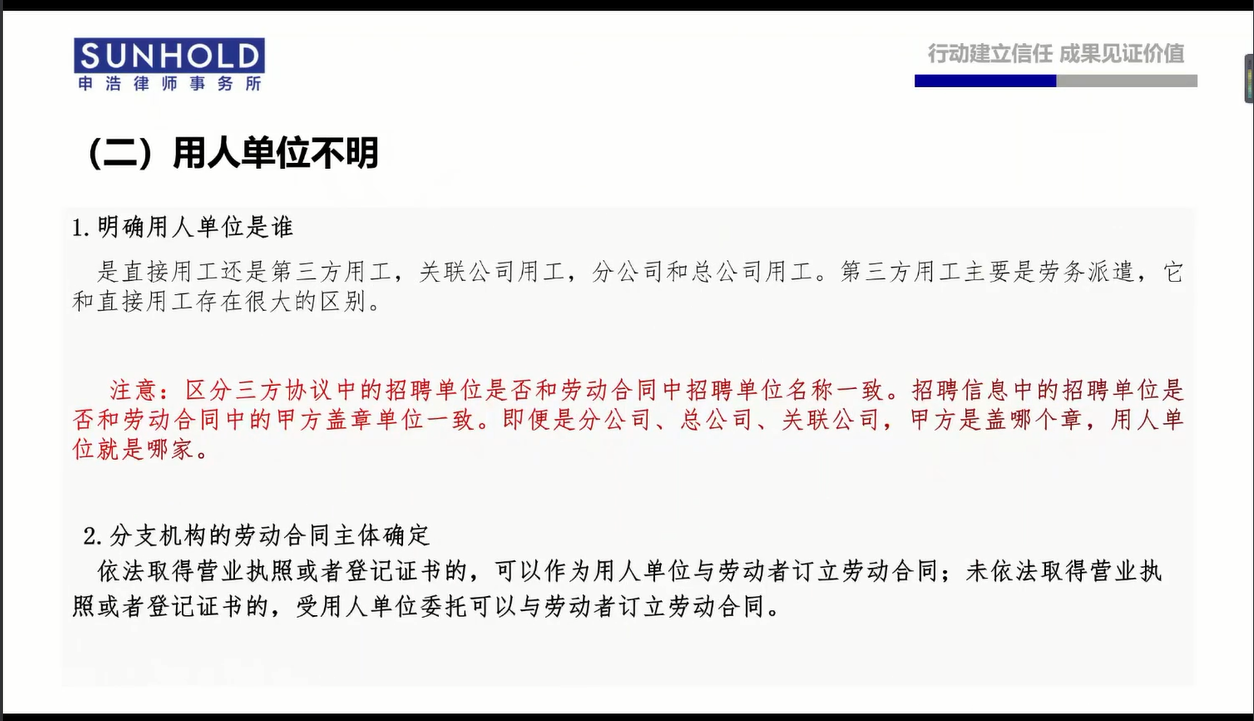 SUNHOLD
申浩律师事务所
行动建立信任 成果见证价值
（二）用人单位不明
1.明确用人单位是谁
是直接用工还是第三方用工，关联公司用工，分公司和总公司用工。第三方用工主要是劳务派遣，它
和直接用工存在很大的区别。
注意：区分三方协议中的招聘单位是否和劳动合同中招聘单位名称一致。招聘信息中的招聘单位是
否和劳动合同中的甲方盖章单位一致。即便是分公司、总公司、关联公司，甲方是盖哪个章，用人单
位就是哪家。
2.分支机构的劳动合同主体确定
依法取得营业执照或者登记证书的，可以作为用人单位与劳动者订立劳动合同；未依法取得营业执
照或者登记证书的，受用人单位委托可以与劳动者订立劳动合同。